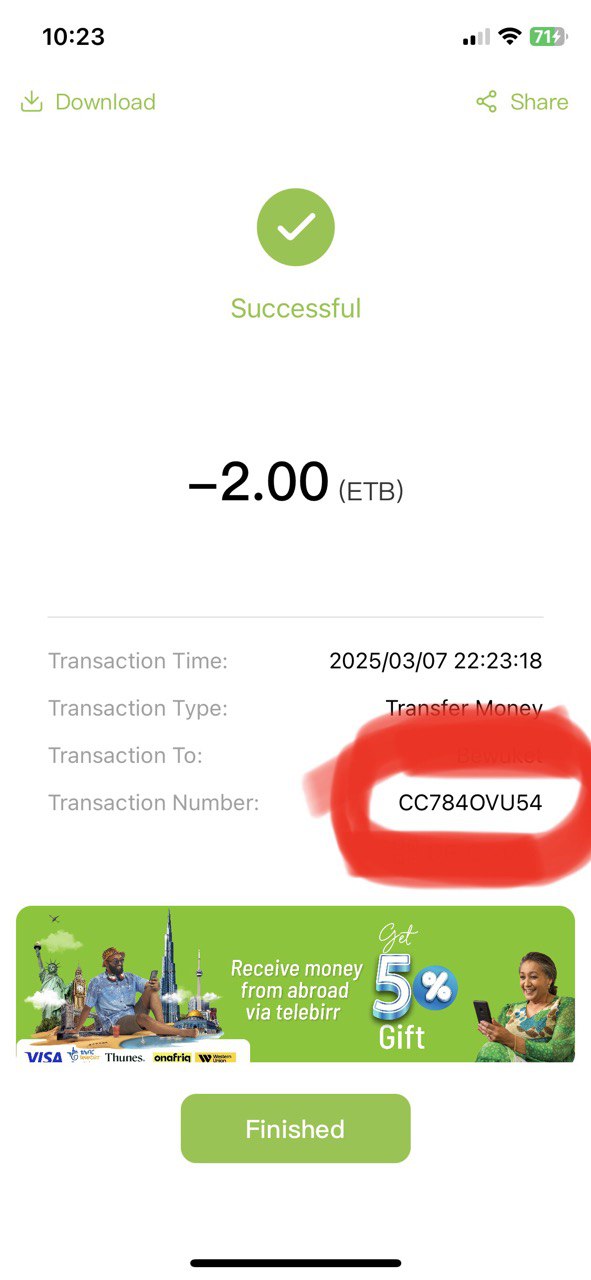 10:23
71
Download
Share
Successful
−2.00 (ETB)
Transaction Time: 2025/03/07 22:23:18
Transaction Type: Transfer Money
Transaction To: Bewuket
Transaction Number: CC784OVU54
Get
5%
Gift
Receive money
from abroad
via telebirr
VISA
Thunes.
onafriq
Western
Union
Finished